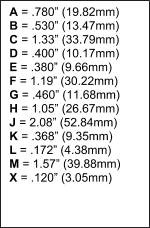 A = .780” (19.82mm)
B = .530” (13.47mm)
C = 1.33” (33.79mm)
D = .400” (10.17mm)
E = .380” (9.66mm)
F = 1.19” (30.22mm)
G = .460” (11.68mm)
H = 1.05” (26.67mm)
J = 2.08” (52.84mm)
K = .368” (9.35mm)
L = .172” (4.38mm)
M = 1.57” (39.88mm)
X = .120” (3.05mm)